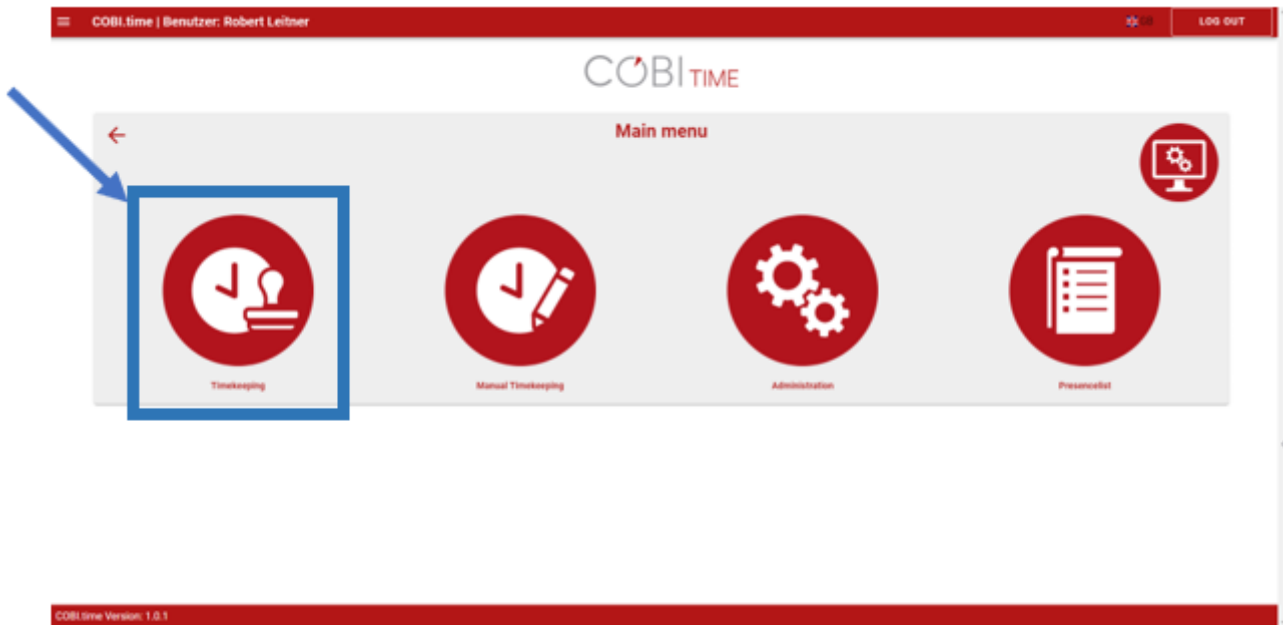 COBI.time | Benutzer: Robert Leitner
GB
LOG OUT
COBI TIME
Main menu
Timekeeping
Manual Timekeeping
Administration
Presencelist
COBI.time Version: 1.0.1